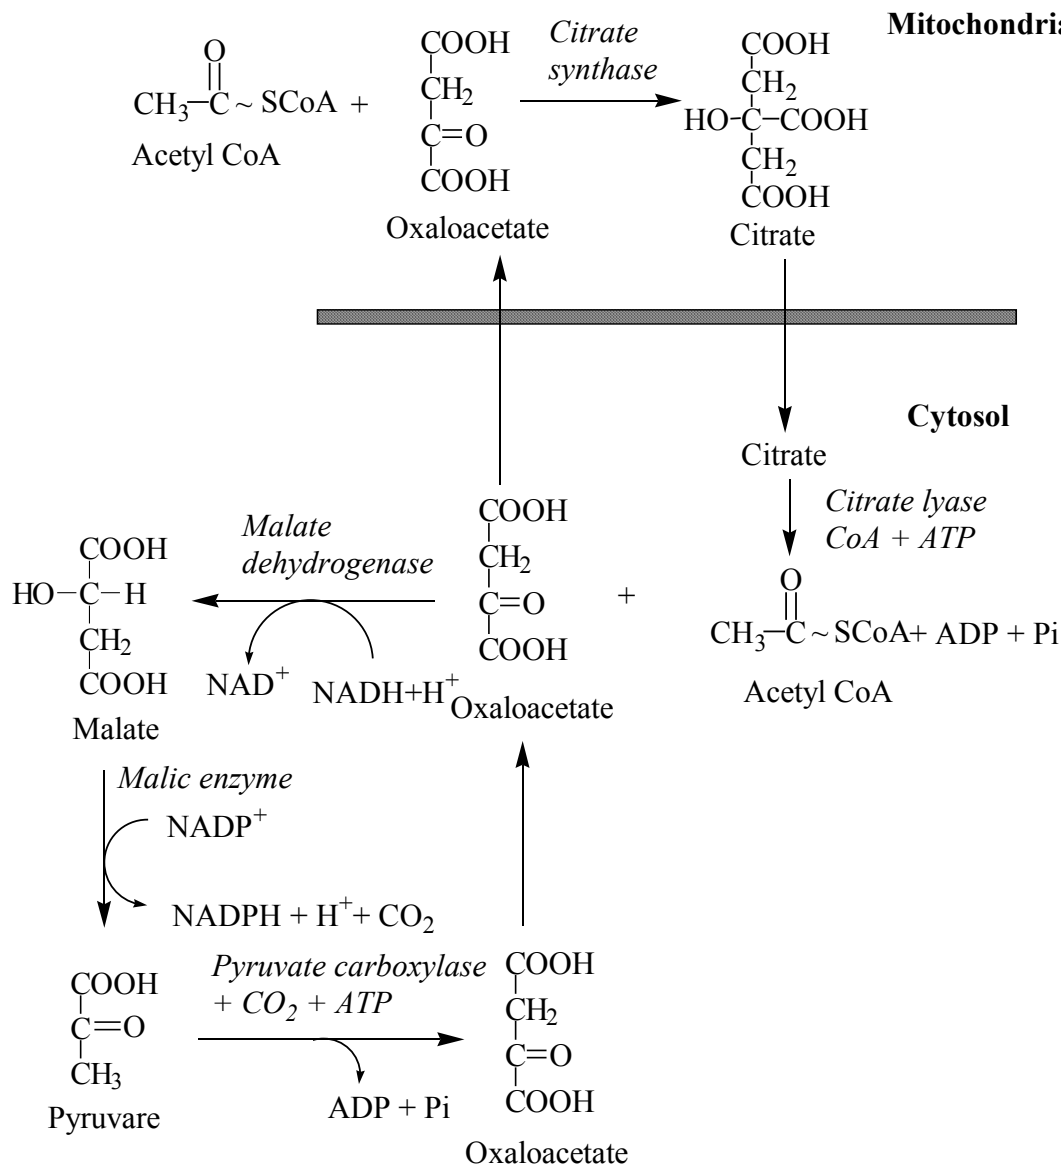 Mitochondria
O
CH3-C~SCoA +
Acetyl CoA
COOH
CH2
C=O
COOH
Oxaloacetate
Citrate
synthase
COOH
CH2
HO-C-COOH
CH2
COOH
Citrate
Cytosol
Citrate
Citrate lyase
CoA + ATP
O
CH3-C~SCoA+ ADP + Pi
Acetyl CoA
+
COOH
CH2
C=O
COOH
Oxaloacetate
Malate
dehydrogenase
NAD+
NADH+H+
COOH
HO-C-H
CH2
COOH
Malate
Malic enzyme
NADP+
NADPH + H+ + CO2
COOH
C=O
CH3
Pyruvare
Pyruvate carboxylase
+ CO2 + ATP
ADP + Pi
COOH
CH2
C=O
COOH
Oxaloacetate